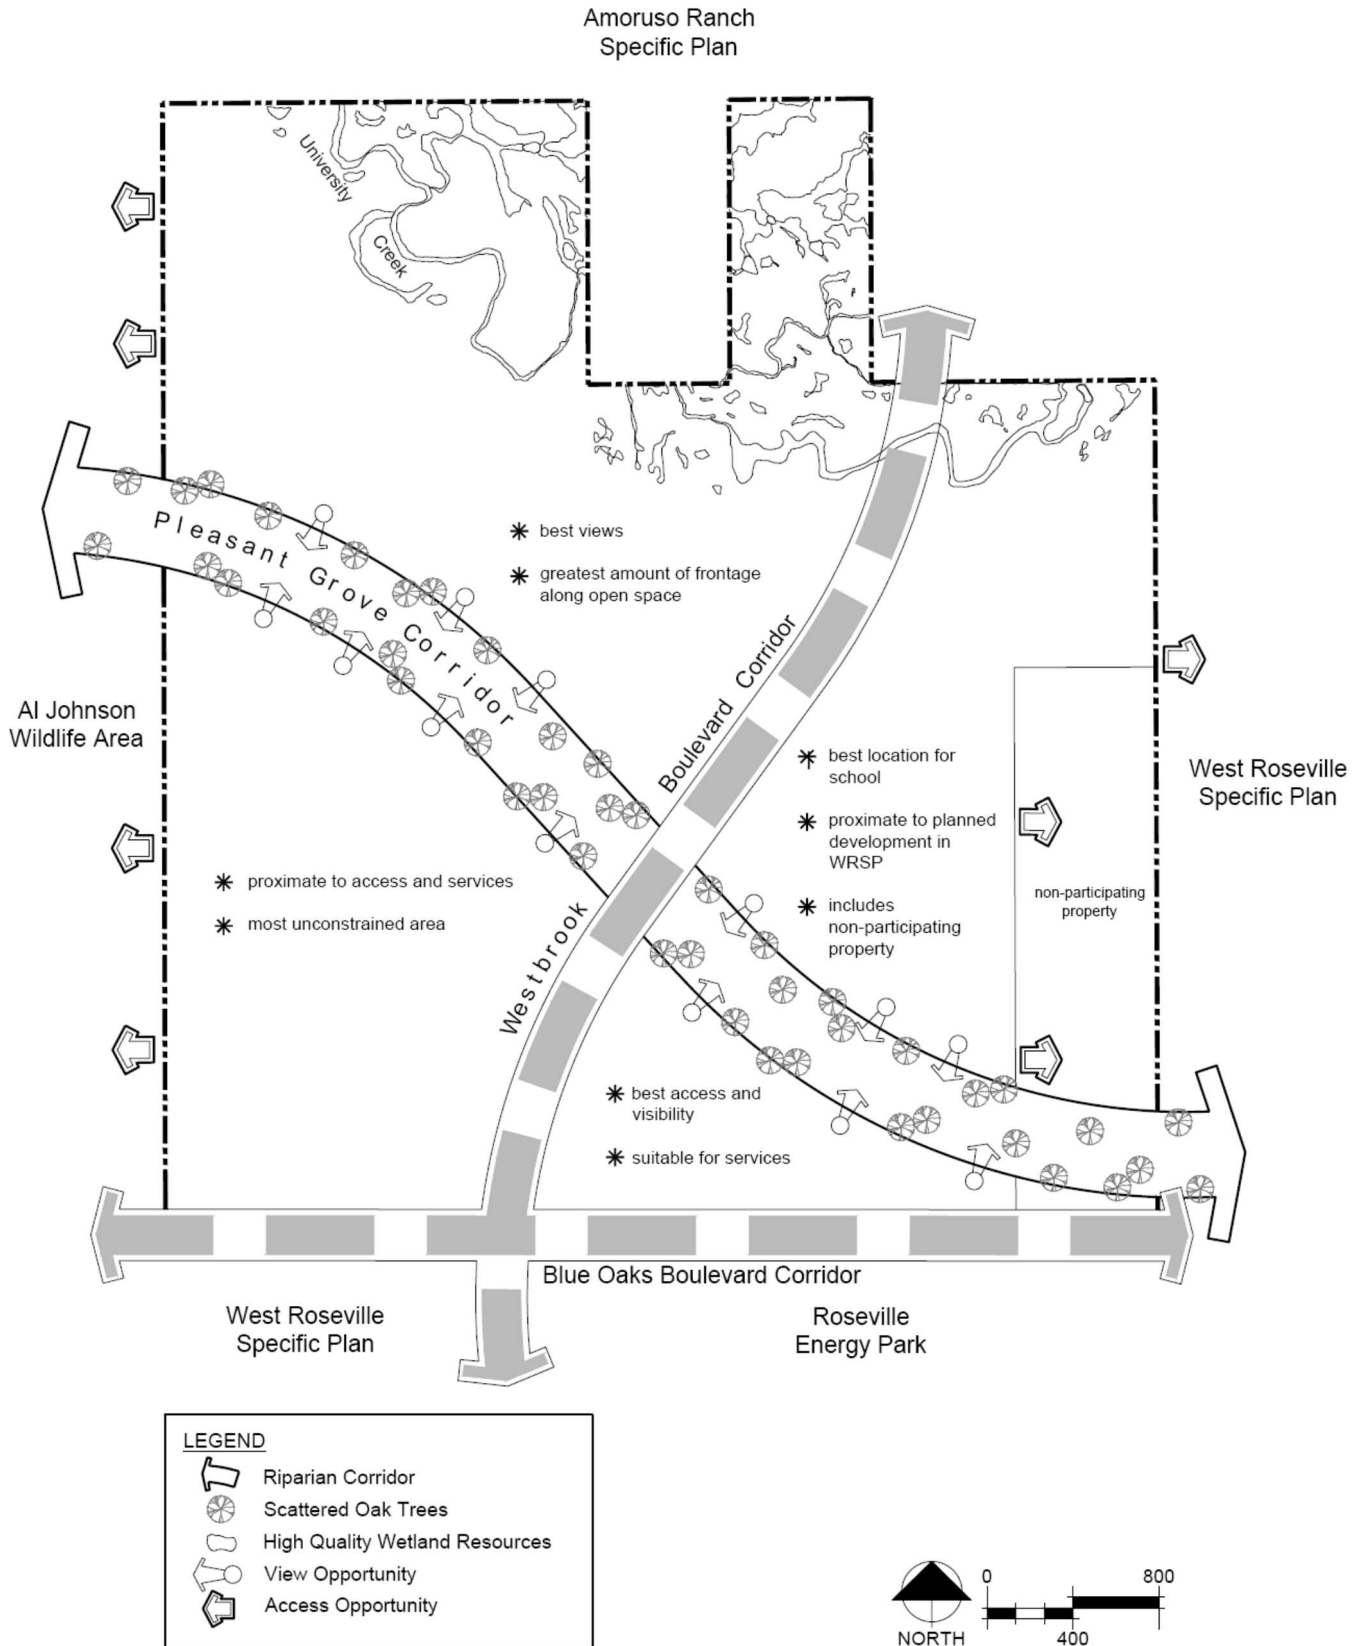 Amoruso Ranch
Specific Plan
University
Creek
Pleasant Grove Corridor
best views
greatest amount of frontage
along open space
Westbrook Boulevard Corridor
Al Johnson
Wildlife Area
best location for
school
proximate to planned
development in
WRSP
includes
non-participating
property
non-participating
property
West Roseville
Specific Plan
proximate to access and services
most unconstrained area
best access and
visibility
suitable for services
Blue Oaks Boulevard Corridor
West Roseville
Specific Plan
Roseville
Energy Park
LEGEND
Riparian Corridor
Scattered Oak Trees
High Quality Wetland Resources
View Opportunity
Access Opportunity
NORTH
0
800
400